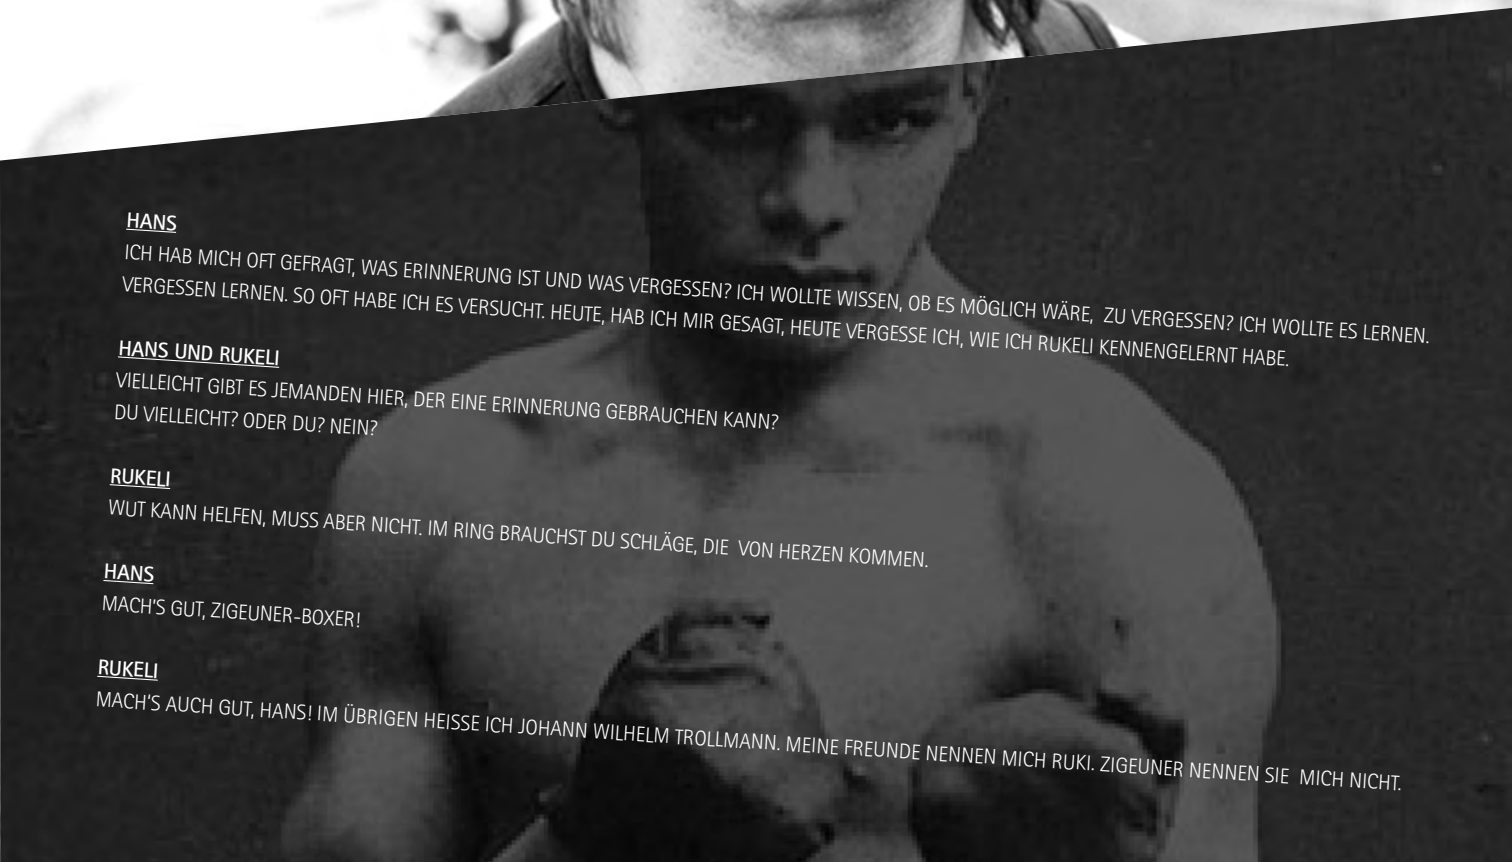 HANS
ICH HAB MICH OFT GEFRAGT, WAS ERINNERUNG IST UND WAS VERGESSEN? ICH WOLLTE WISSEN, OB ES MÖGLICH WÄRE, ZU VERGESSEN? ICH WOLLTE ES LERNEN.
VERGESSEN LERNEN. SO OFT HABE ICH ES VERSUCHT. HEUTE, HAB ICH MIR GESAGT, HEUTE VERGESSE ICH, WIE ICH RUKELI KENNENGELERNT HABE.
HANS UND RUKELI
VIELLEICHT GIBT ES JEMANDEN HIER, DER EINE ERINNERUNG GEBRAUCHEN KANN?
DU VIELLEICHT? ODER DU? NEIN?
RUKELI
WUT KANN HELFEN, MUSS ABER NICHT. IM RING BRAUCHST DU SCHLÄGE, DIE VON HERZEN KOMMEN.
HANS
MACH'S GUT, ZIGEUNER-BOXER!
RUKELI
MACH'S AUCH GUT, HANS! IM ÜBRIGEN HEISSE ICH JOHANN WILHELM TROLLMANN. MEINE FREUNDE NENNEN MICH RUKI. ZIGEUNER NENNEN SIE MICH NICHT.